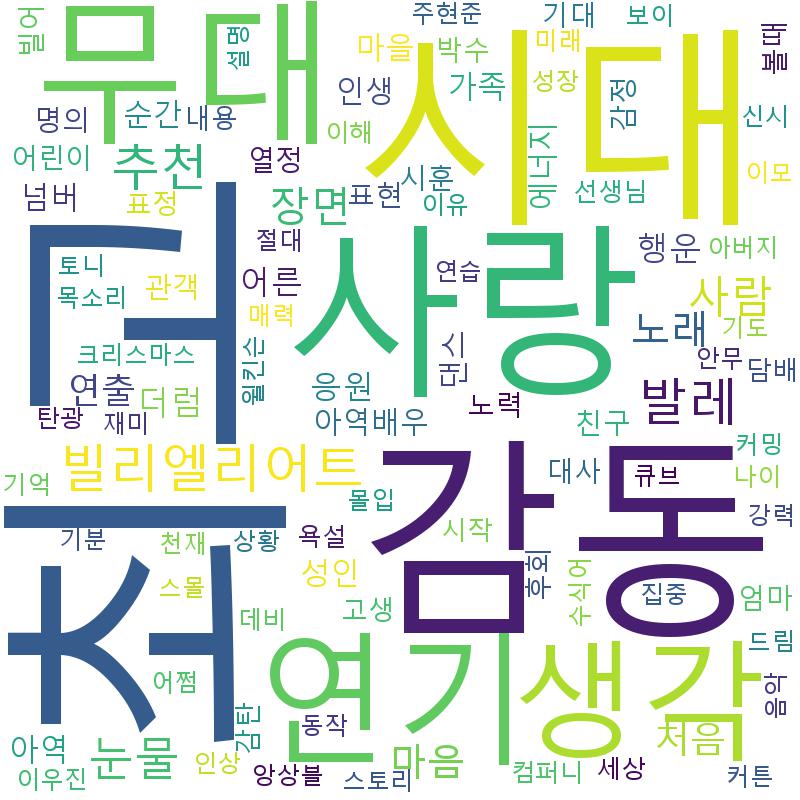 빌어
무대
설명
주현준
기대
보이
볼때
시대
마을
박수
미래
인생
가족
성장
감정
신시
명의
순간
내용
이해
어린이
추천
열정
에너지
이모
넘버
표정
장면
표현
시훈
이유
선생님
최고
절대
사랑
행운
아버지
토니
목소리
관객
어른
연습
사람
매력
노래
기도
크리스마스
윌킨슨
댄스
안무
담배
연출
더럼
응원
노력
발레
탄광
재미
아역배우
친구
커밍
빌리엘리어트
감동
기억
몰입
대사
큐브
나이
강력
기분
천재
상황
욕설
시작
스몰
성인
후회
수식어
집중
엄마
데비
고생
연기
생각
드림
어쩜
음악
감탄
동작
아역
눈물
인상
마음
처음
이우진
앙상블
스토리
컴퍼니
세상
커튼